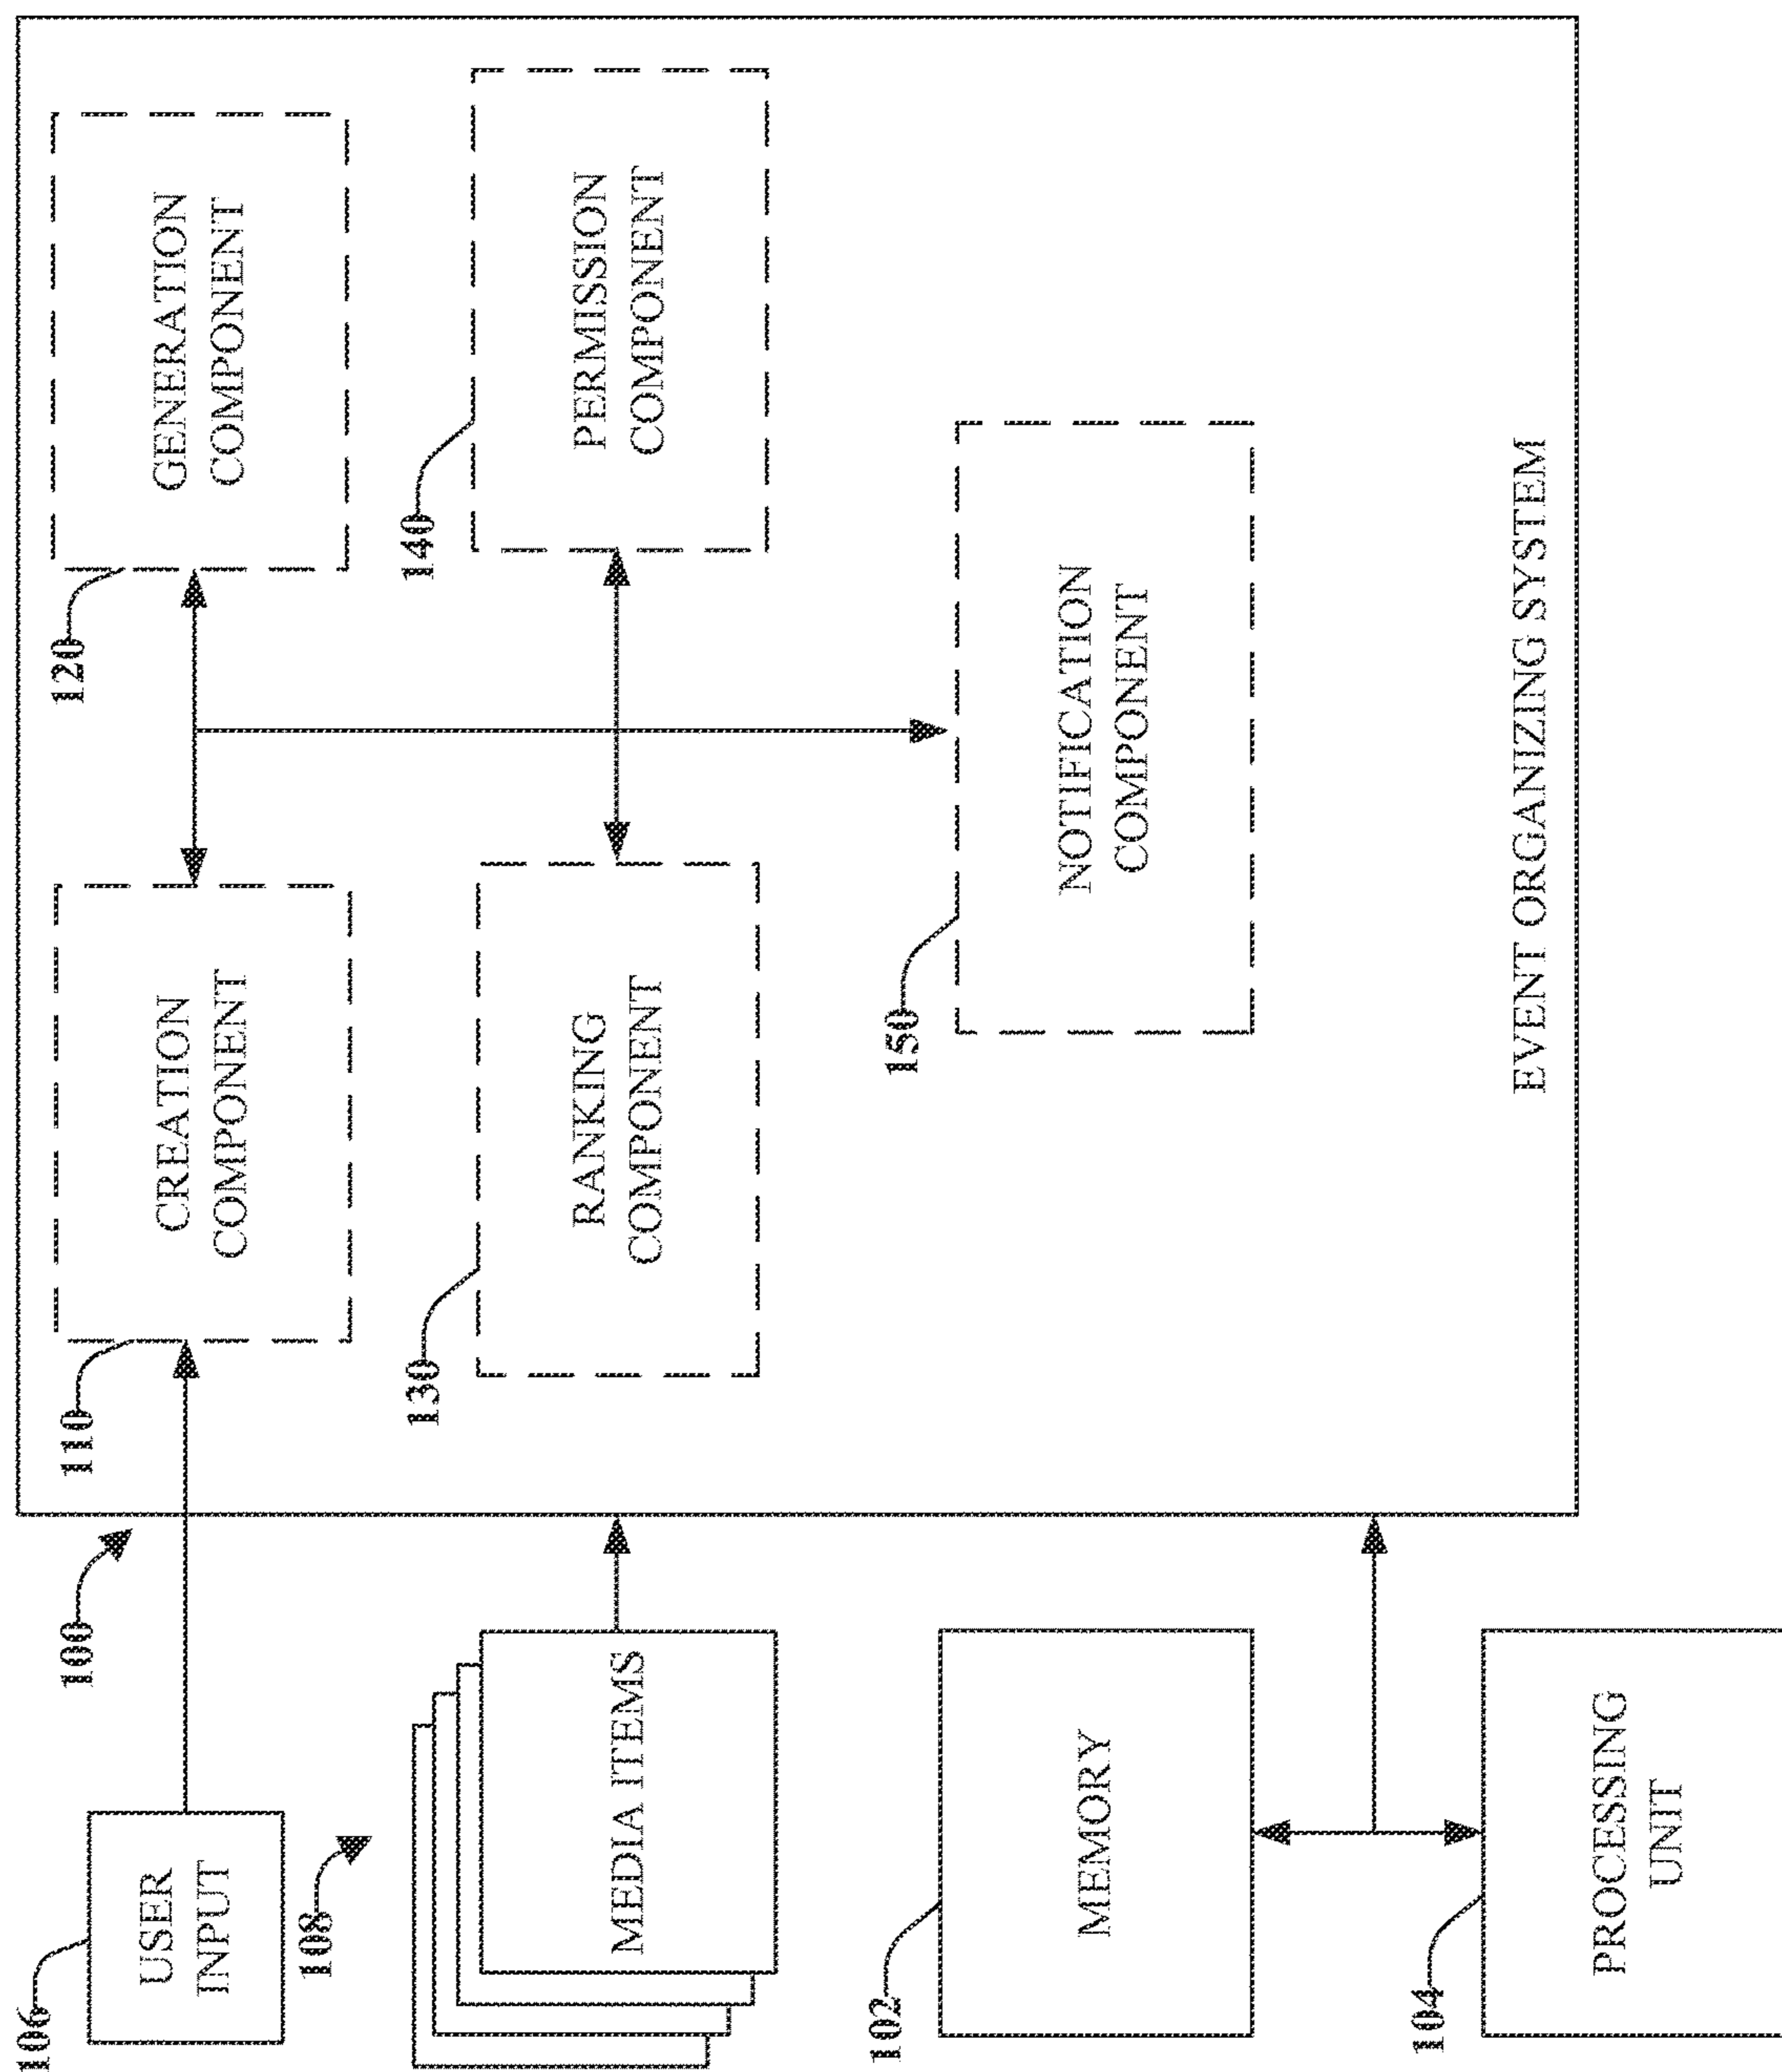 100
106
USER
INPUT
110
CREATION
COMPONENT
120
GENERATION
COMPONENT
108
MEDIA ITEMS
130
RANKING
COMPONENT
140
PERMISSION
COMPONENT
102
MEMORY
150
NOTIFICATION
COMPONENT
104
PROCESSING
UNIT
EVENT ORGANIZING SYSTEM